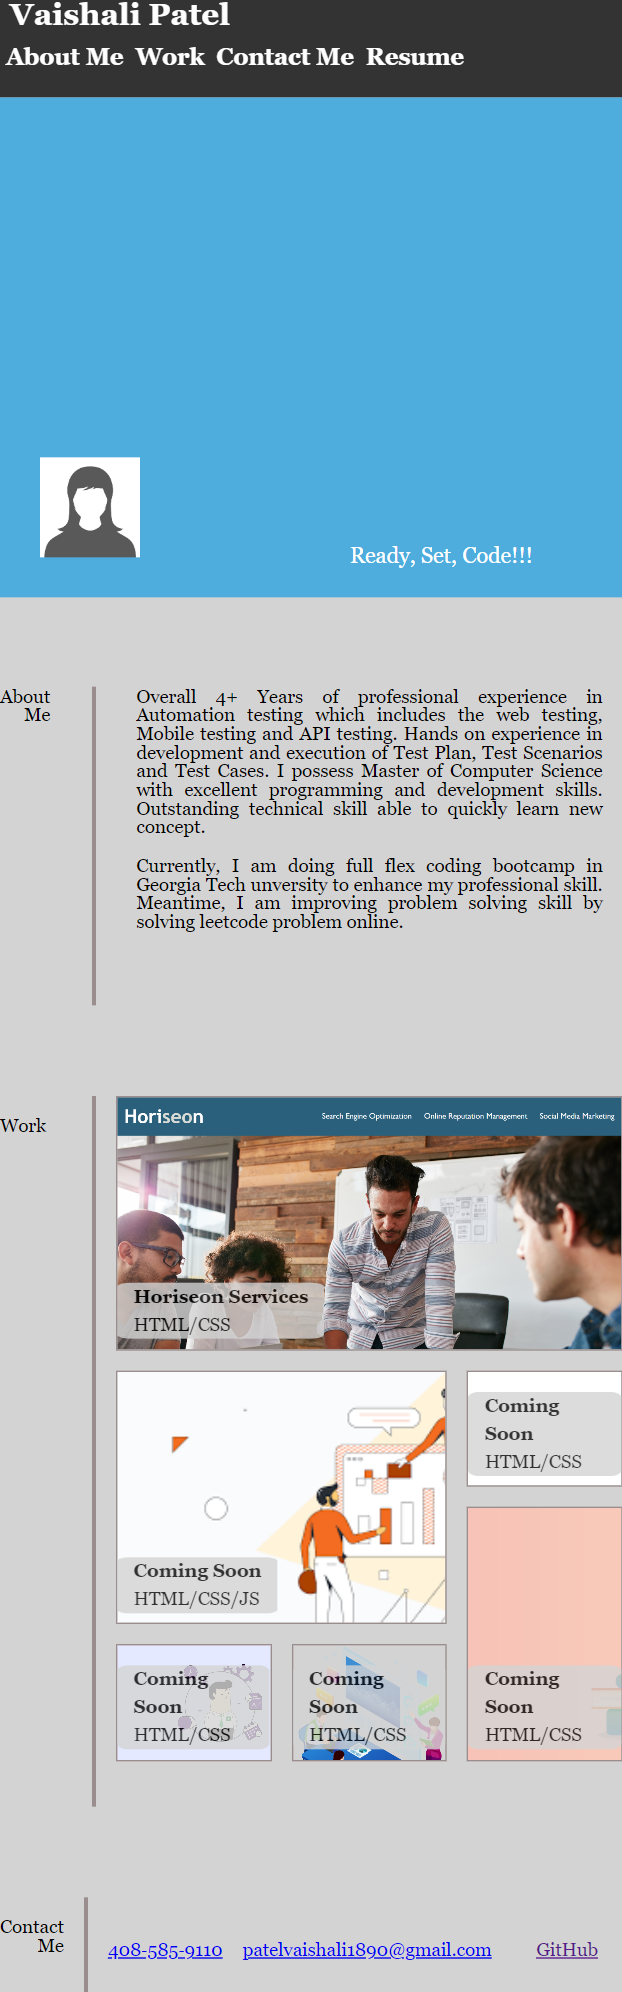 Vaishali Patel
About Me Work Contact Me Resume
Ready, Set, Code!!!
About
Me
Overall 4+ Years of professional experience in
Automation testing which includes the web testing,
Mobile testing and API testing. Hands on experience in
development and execution of Test Plan, Test Scenarios
and Test Cases. I possess Master of Computer Science
with excellent programming and development skills.
Outstanding technical skill able to quickly learn new
concept.
Currently, I am doing full flex coding bootcamp in
Georgia Tech unversity to enhance my professional skill.
Meantime, I am improving problem solving skill by
solving leetcode problem online.
Work
Horiseon Search Engine Optimization Online Reputation Management Social Media Marketing
Horiseon Services
HTML/CSS
Coming
Soon
HTML/CSS
Coming Soon
HTML/CSS/JS
Coming
Soon
HTML/CSS
Coming
Soon
HTML/CSS
Coming
Soon
HTML/CSS
Contact
Me
408-585-9110 patelvaishali1890@gmail.com GitHub